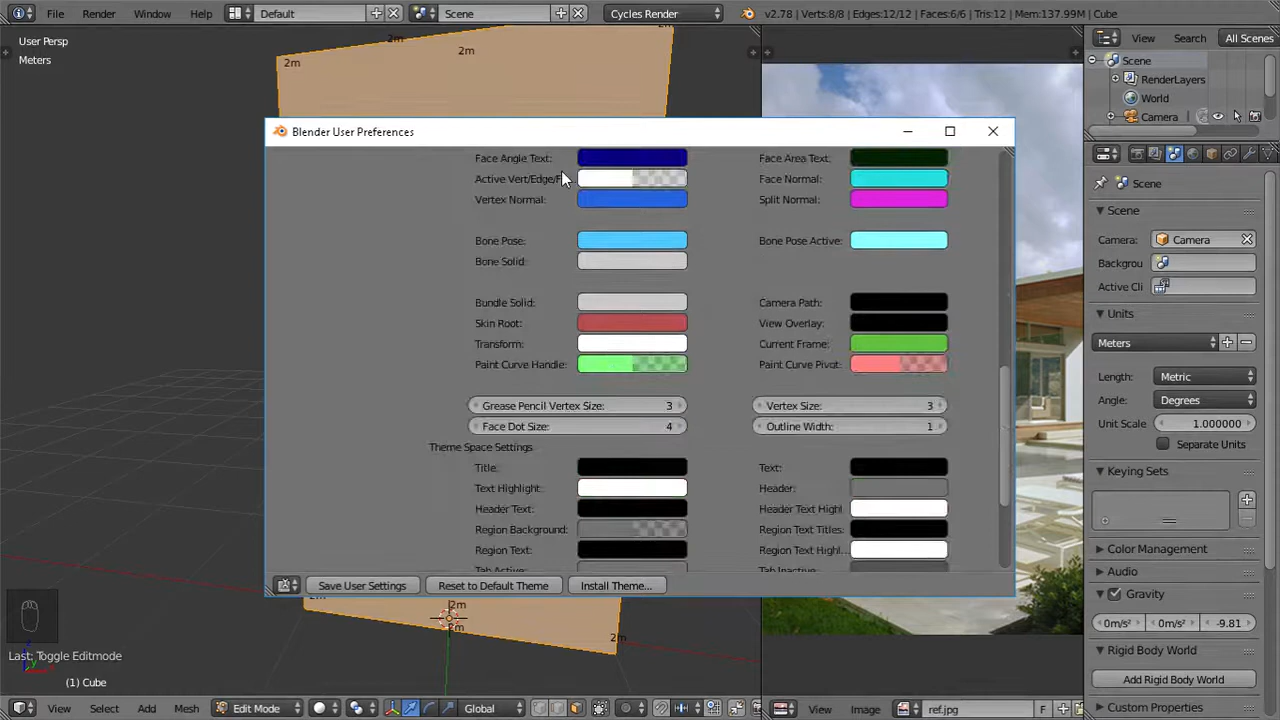 File Render Window Help Default Scene Cycles Render v2.78 | Verts:8/8 | Edges:12/12 | Faces:6/6 | Tris:12 | Mem:137.99M | Cube
User Persp
Meters
2m
2m
2m
View Search All Scenes
Scene
RenderLayers
World
Camera
Blender User Preferences
Face Angle Text: Face Area Text:
Active Vert/Edge/F Face Normal:
Vertex Normal: Split Normal:
Bone Pose: Bone Pose Active:
Bone Solid:
Bundle Solid: Camera Path:
Skin Root: View Overlay:
Transform: Current Frame:
Paint Curve Handle: Paint Curve Pivot:
Grease Pencil Vertex Size: 3 Vertex Size: 3
Face Dot Size: 4 Outline Width: 1
Theme Space Settings
Title: Text:
Text Highlight: Header:
Header Text: Header Text Highl
Region Background: Region Text Titles:
Region Text: Region Text Highl...
Tab Active: Tab Inactive:
Save User Settings Reset to Default Theme Install Theme...
2m
2m
2m
Scene
Scene
Camera: Camera
Backgrou
Active Cli
Units
Meters
Length: Metric
Angle: Degrees
Unit Scale 1.000000
Separate Units
Keying Sets
Color Management
Audio
Gravity
0m/s² 0m/s² -9.81
Rigid Body World
Add Rigid Body World
Custom Properties
Last: Toggle Editmode
(1) Cube
View Select Add Mesh Edit Mode Global View Image ref.jpg F